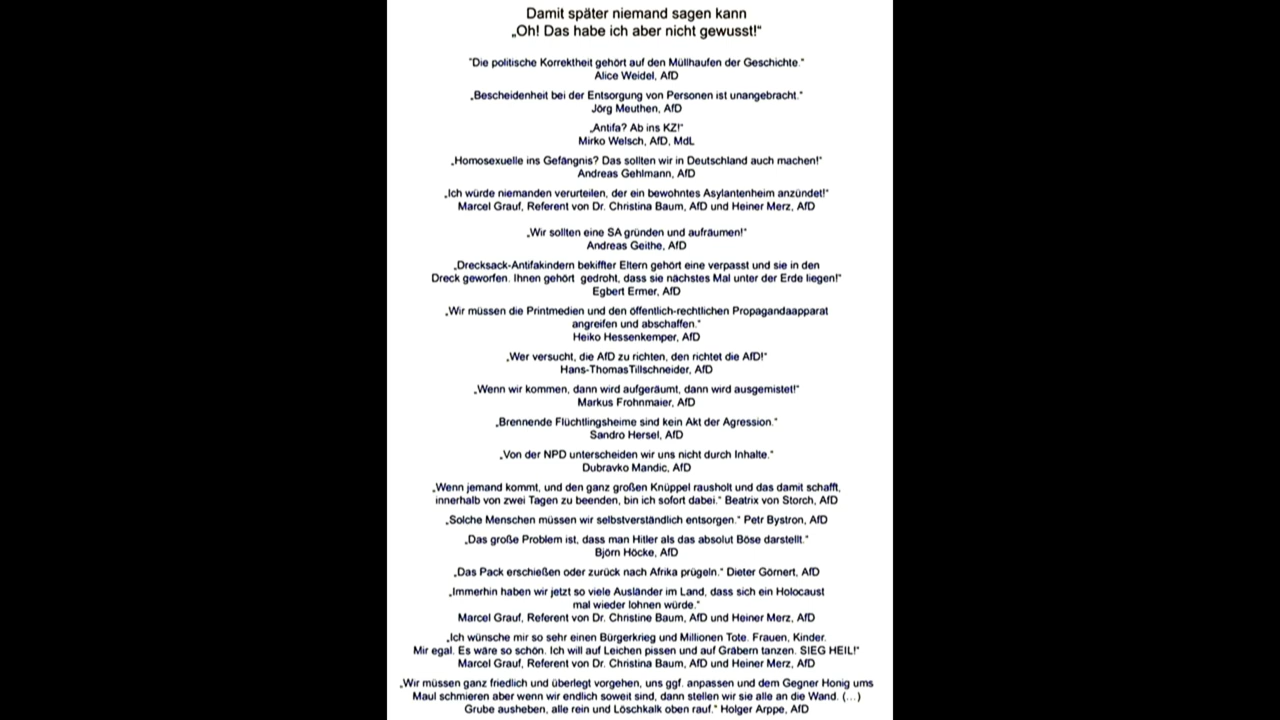 Damit später niemand sagen kann
„Oh! Das habe ich aber nicht gewusst!“
"Die politische Korrektheit gehört auf den Müllhaufen der Geschichte."
Alice Weidel, AfD
„Bescheidenheit bei der Entsorgung von Personen ist unangebracht.“
Jörg Meuthen, AfD
„Antifa? Ab ins KZ!“
Mirko Welsch, AfD, MdL
„Homosexuelle ins Gefängnis? Das sollten wir in Deutschland auch machen!“
Andreas Gehlmann, AfD
„Ich würde niemanden verurteilen, der ein bewohntes Asylantenheim anzündet!“
Marcel Grauf, Referent von Dr. Christina Baum, AfD und Heiner Merz, AfD
„Wir sollten eine SA gründen und aufräumen!“
Andreas Geithe, AfD
„Drecksack-Antifakindern bekiffter Eltern gehört eine verpasst und sie in den
Dreck geworfen. Ihnen gehört gedroht, dass sie nächstes Mal unter der Erde liegen!“
Egbert Ermer, AfD
„Wir müssen die Printmedien und den öffentlich-rechtlichen Propagandaapparat
angreifen und abschaffen.“
Heiko Hessenkemper, AfD
„Wer versucht, die AfD zu richten, den richtet die AfD!“
Hans-ThomasTillschneider, AfD
„Wenn wir kommen, dann wird aufgeräumt, dann wird ausgemistet!“
Markus Frohnmaier, AfD
„Brennende Flüchtlingsheime sind kein Akt der Agression.“
Sandro Hersel, AfD
„Von der NPD unterscheiden wir uns nicht durch Inhalte.“
Dubravko Mandic, AfD
„Wenn jemand kommt, und den ganz großen Knüppel rausholt und das damit schafft,
innerhalb von zwei Tagen zu beenden, bin ich sofort dabei.“ Beatrix von Storch, AfD
„Solche Menschen müssen wir selbstverständlich entsorgen.“ Petr Bystron, AfD
„Das große Problem ist, dass man Hitler als das absolut Böse darstellt.“
Björn Höcke, AfD
„Das Pack erschießen oder zurück nach Afrika prügeln.“ Dieter Görnert, AfD
„Immerhin haben wir jetzt so viele Ausländer im Land, dass sich ein Holocaust
mal wieder lohnen würde.“
Marcel Grauf, Referent von Dr. Christine Baum, AfD und Heiner Merz, AfD
„Ich wünsche mir so sehr einen Bürgerkrieg und Millionen Tote. Frauen, Kinder.
Mir egal. Es wäre so schön. Ich will auf Leichen pissen und auf Gräbern tanzen. SIEG HEIL!“
Marcel Grauf, Referent von Dr. Christina Baum, AfD und Heiner Merz, AfD
„Wir müssen ganz friedlich und überlegt vorgehen, uns ggf. anpassen und dem Gegner Honig ums
Maul schmieren aber wenn wir endlich soweit sind, dann stellen wir sie alle an die Wand. (...)
Grube ausheben, alle rein und Löschkalk oben rauf.“ Holger Arppe, AfD